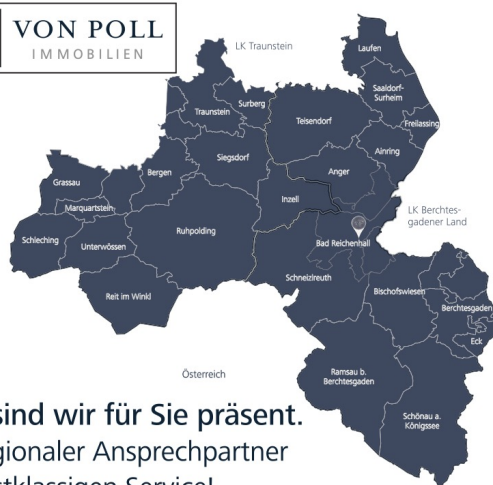 VON POLL
IMMOBILIEN
LK Traunstein
Laufen
Saaldorf-
Surheim
Surberg
Traunstein
Teisendorf
Freilassing
Ainring
Siegsdorf
Anger
Bergen
Grassau
Inzell
Marquartstein
LK Berchtes-
gadener Land
Ruhpolding
Schleching
Unterwössen
Bad Reichenhall
Schneizlreuth
Bischofswiesen
Reit im Winkl
Berchtesgaden
Eck
Österreich
Ramsau b.
Berchtesgaden
Schönau a.
Königssee
sind wir für Sie präsent.
gionaler Ansprechpartner